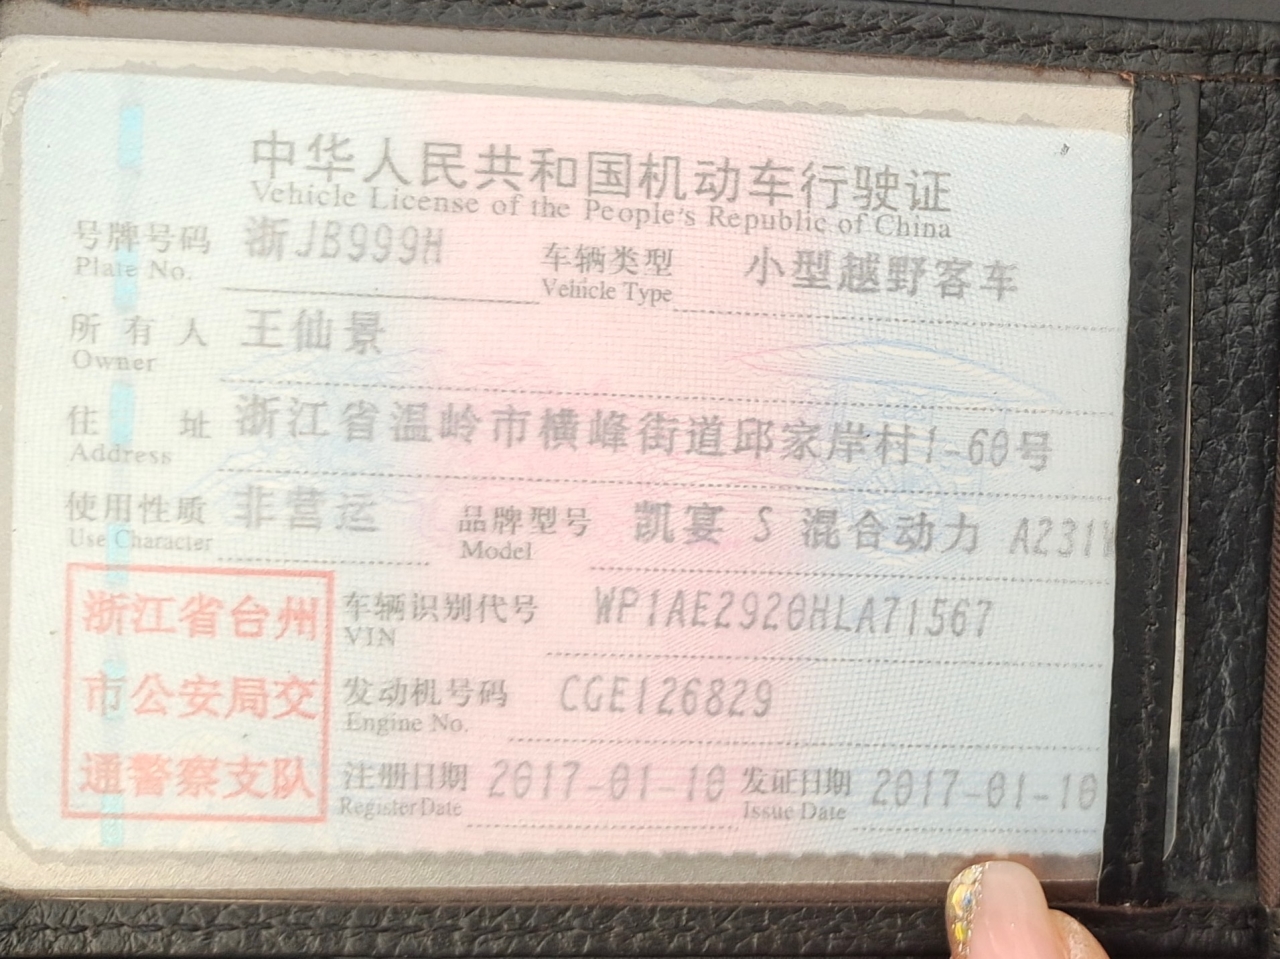 中华人民共和国机动车行驶证
Vehicle License of the People's Republic of China
号牌号码 浙JB999H 车辆类型 小型越野客车
Plate No. Vehicle Type
所有人 王仙景
Owner
住址 浙江省温岭市横峰街道邱家岸村1-60号
Address
使用性质 非营运 品牌型号 凯宴 S 混合动力
Use Character Model
浙江省台州 车辆识别代号 WP1AE2920HLA71567
VIN
市公安局交 发动机号码 CGE126829
Engine No.
通警察支队 注册日期 2017-01-10 发证日期 2017-01-10
Register Date Issue Date